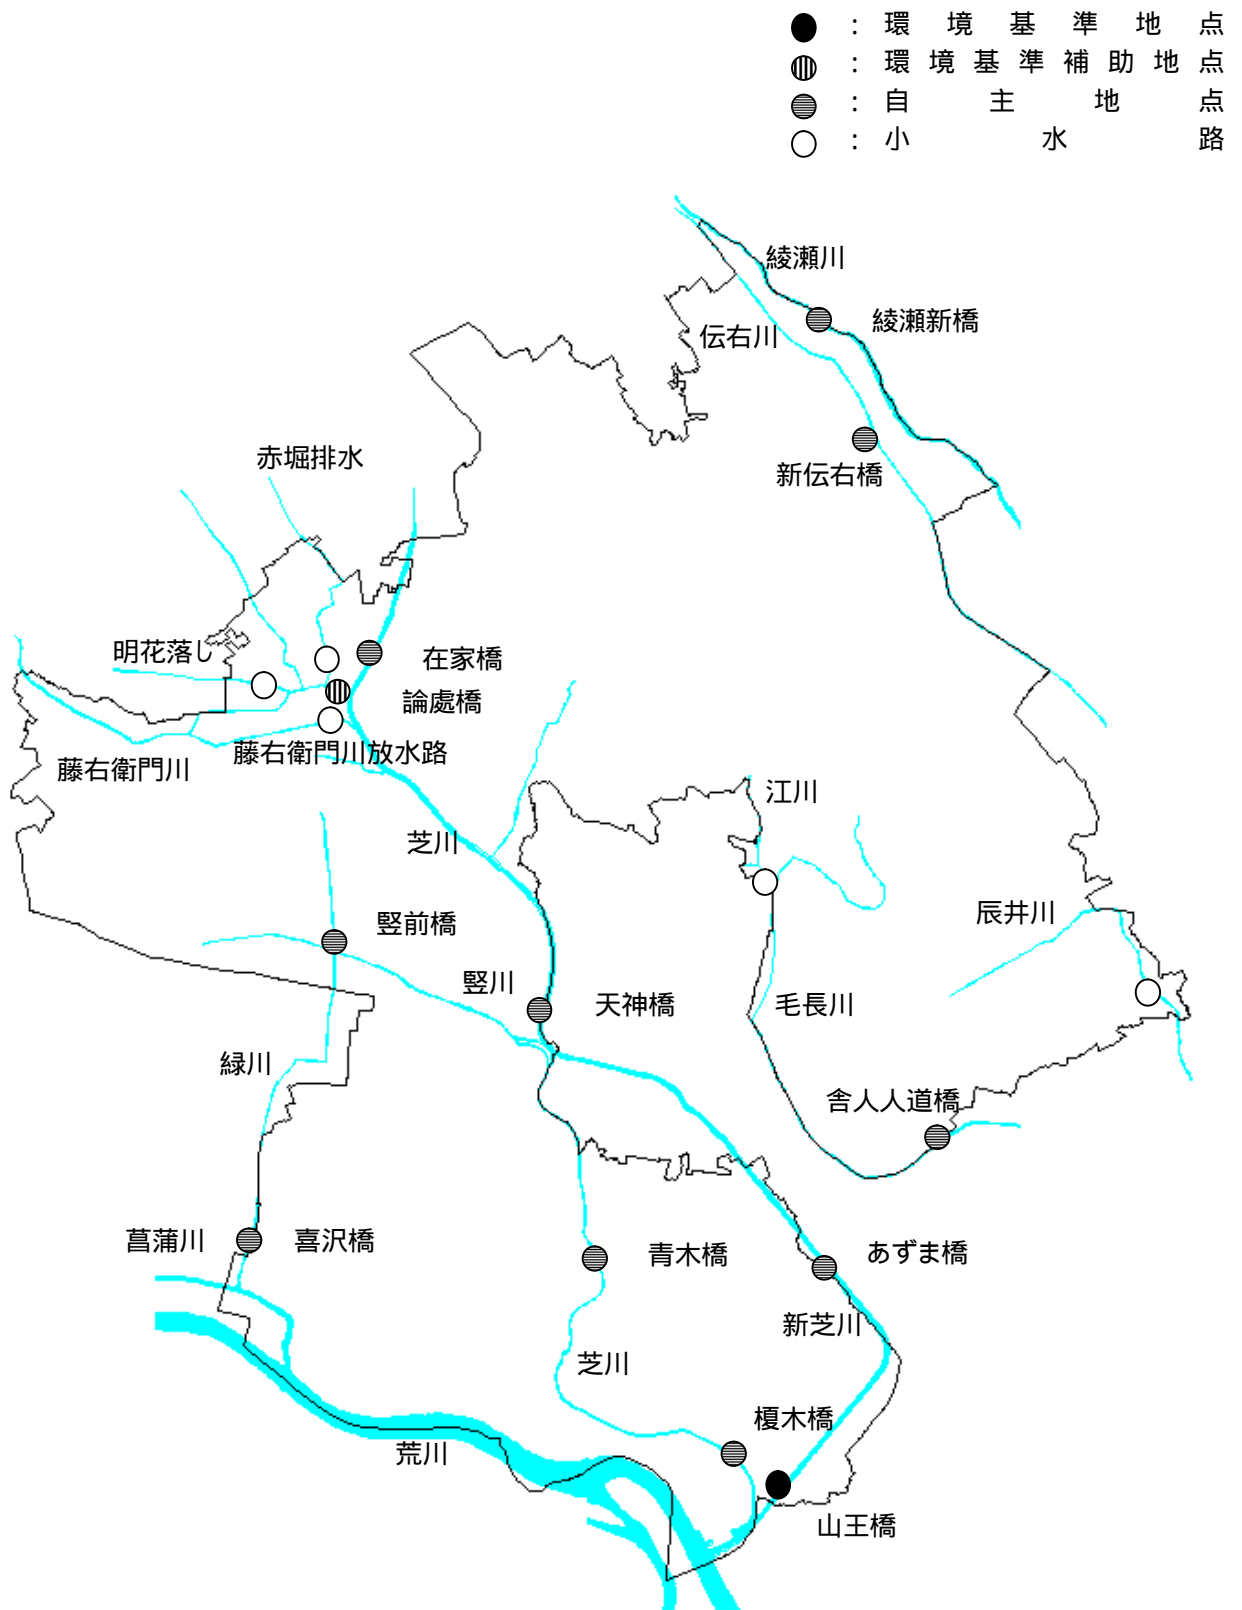 ：環境基準地点
：環境基準補助地点
：自主地点
：小水路
綾瀬川
綾瀬新橋
伝右川
赤堀排水
新伝右橋
明花落し
在家橋
論處橋
藤右衛門川放水路
藤右衛門川
江川
芝川
辰井川
竪前橋
竪川
天神橋
毛長川
緑川
舎人人道橋
菖蒲川
喜沢橋
青木橋
あずま橋
新芝川
芝川
榎木橋
荒川
山王橋